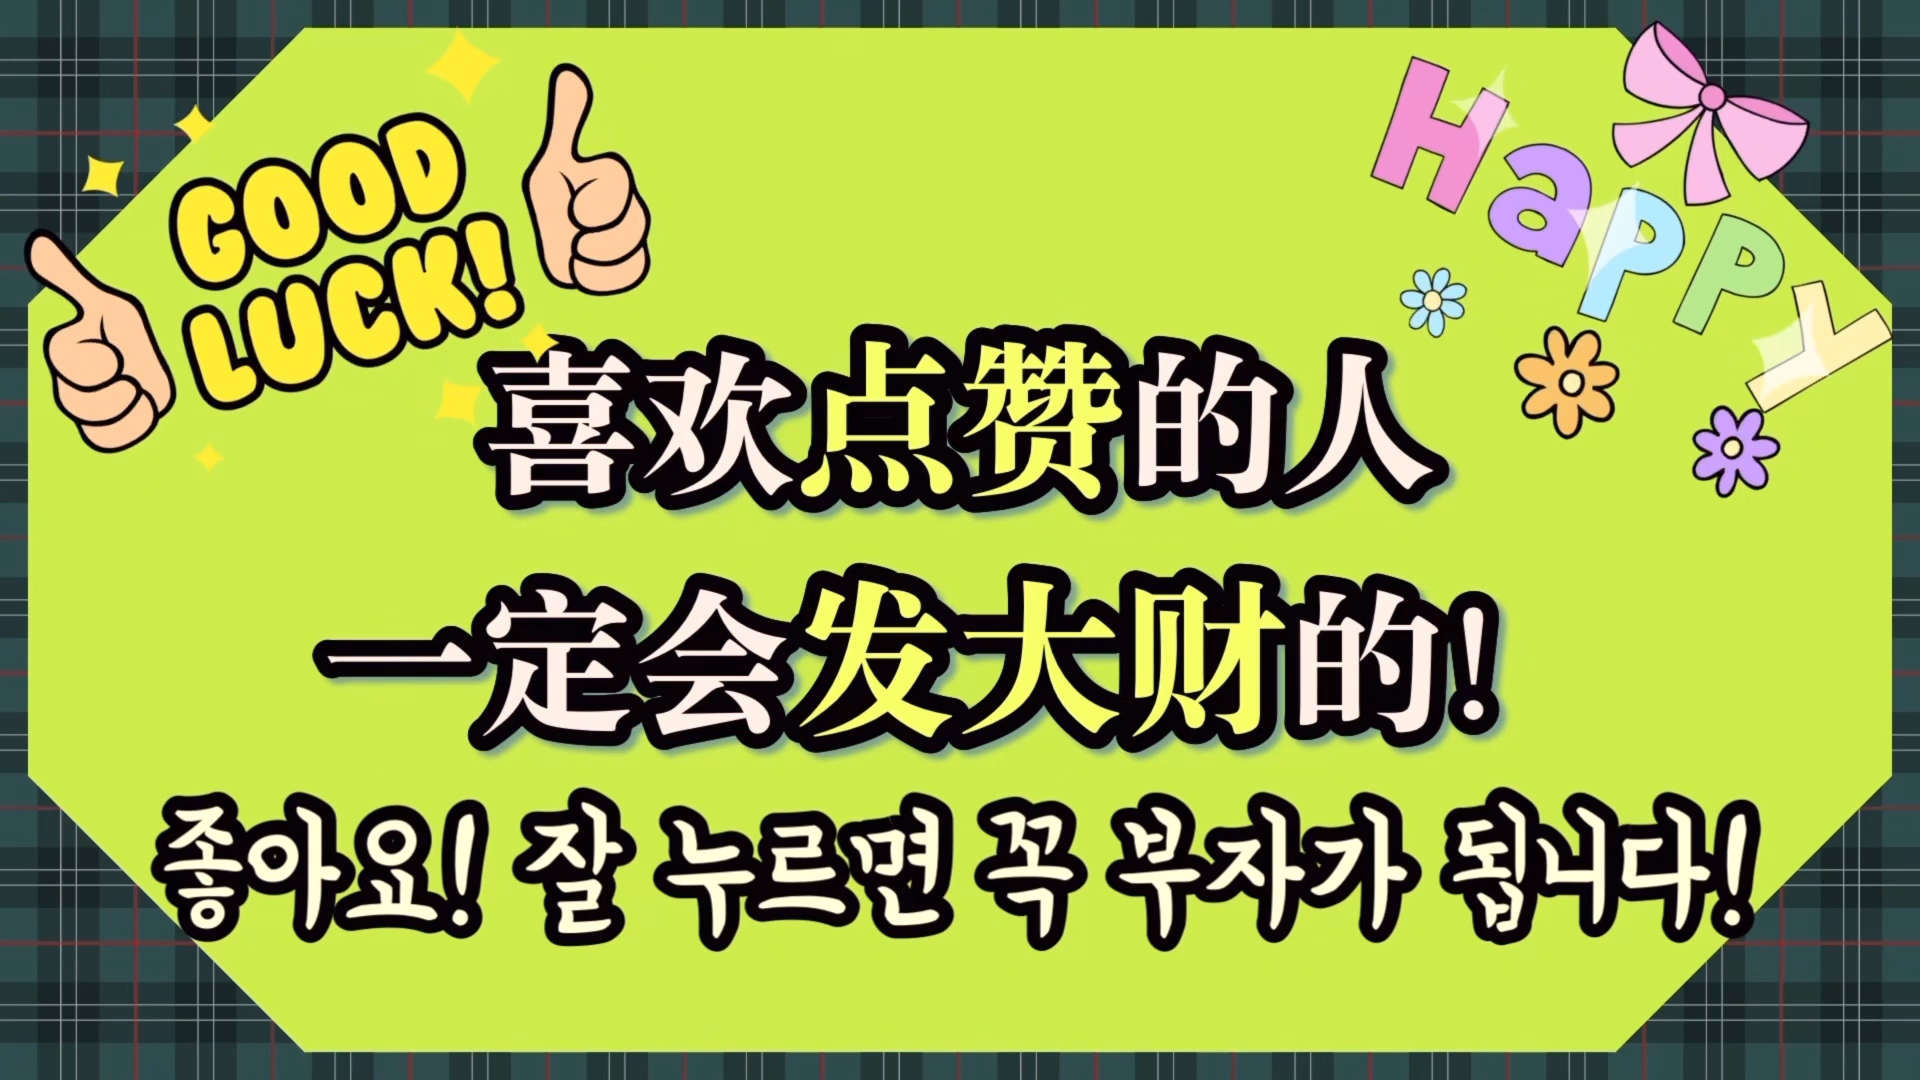 GOOD
LUCK!
Happy
喜欢点赞的人
一定会发大财的!
좋아요! 잘 누르면 꼭 부자가 됩니다!